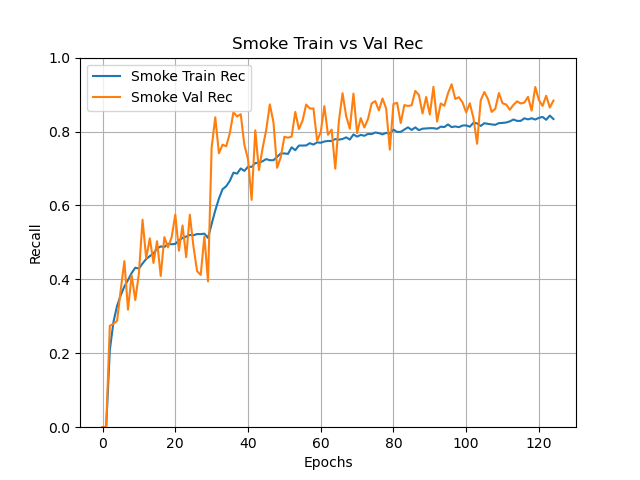 Smoke Train vs Val Rec
Smoke Train Rec
Smoke Val Rec
1.0
0.8
0.6
0.4
0.2
0.0
Recall
0 20 40 60 80 100 120
Epochs